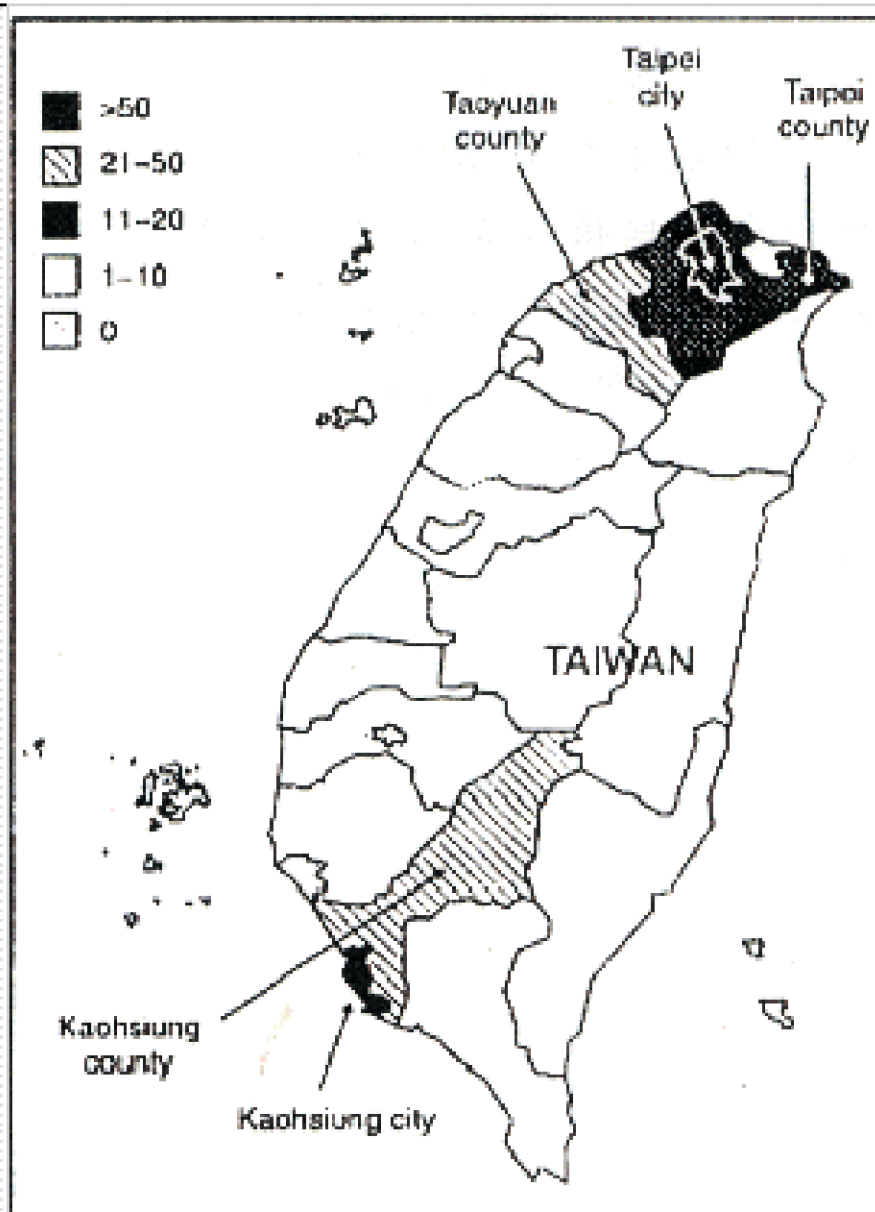 >50
21-50
11-20
1-10
0
Taoyuan
county
Taipei
city
Taipei
county
TAIWAN
Kaohsiung
county
Kaohsiung city